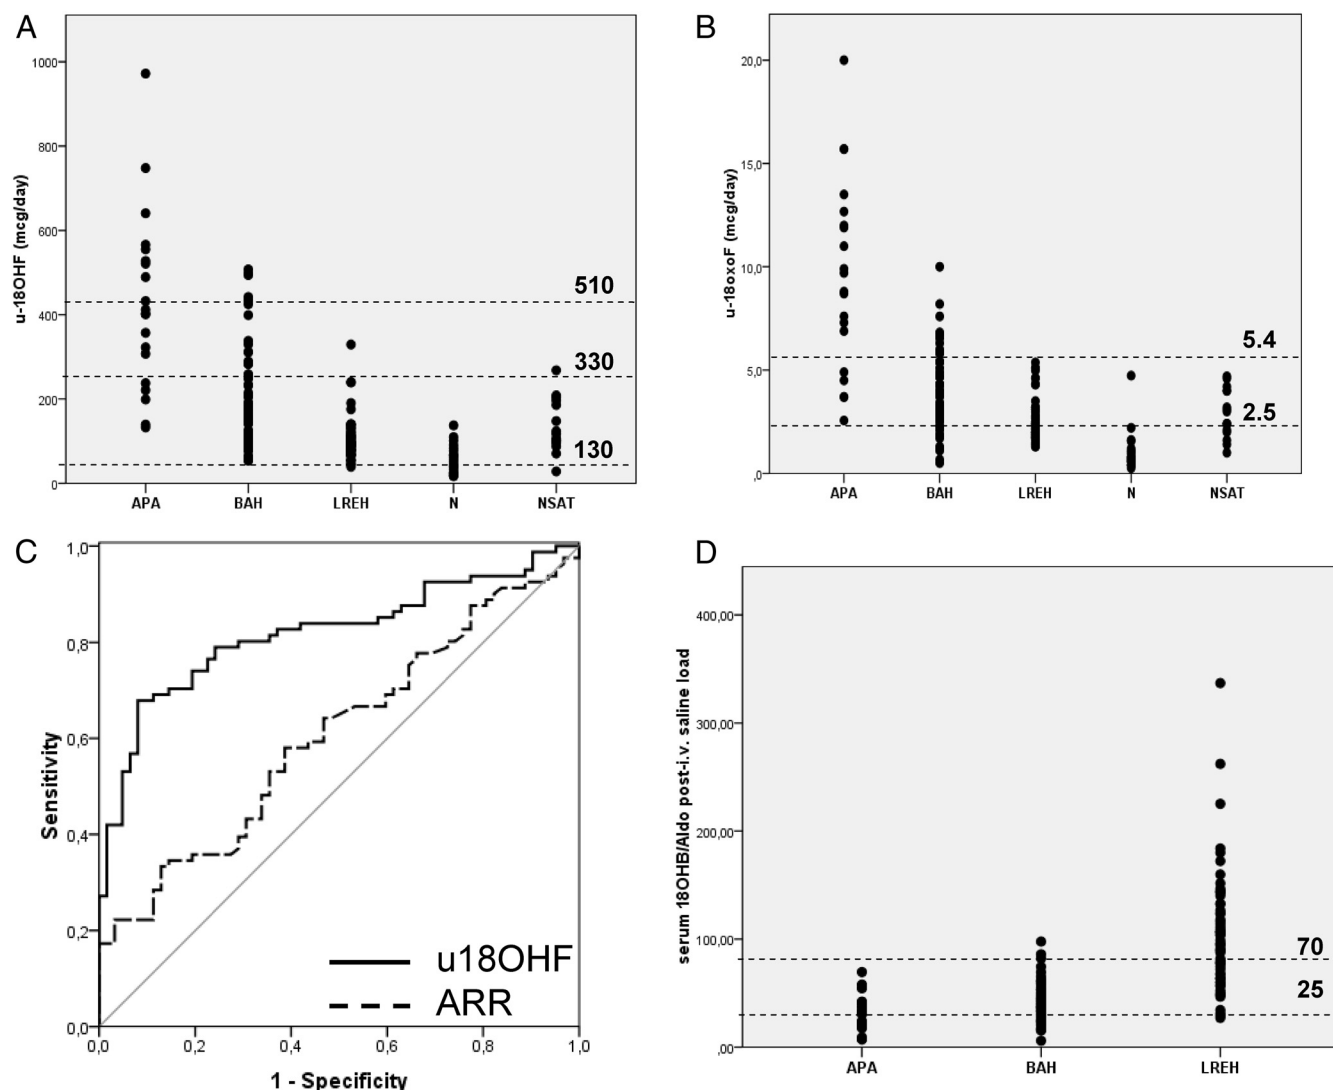 A
u-18OHF (mcg/day)
1000
800
600
400
200
0
510
330
130
APA BAH LREH N NSAT
B
u-18oxoF (mcg/day)
20,0
15,0
10,0
5,0
,0
5.4
2.5
APA BAH LREH N NSAT
C
Sensitivity
1,0
0,8
0,6
0,4
0,2
0,0
u18OHF
ARR
0,0 0,2 0,4 0,6 0,8 1,0
1 - Specificity
D
serum 18OHB/Aldo post-i.v. saline load
400,00
300,00
200,00
100,00
,00
70
25
APA BAH LREH